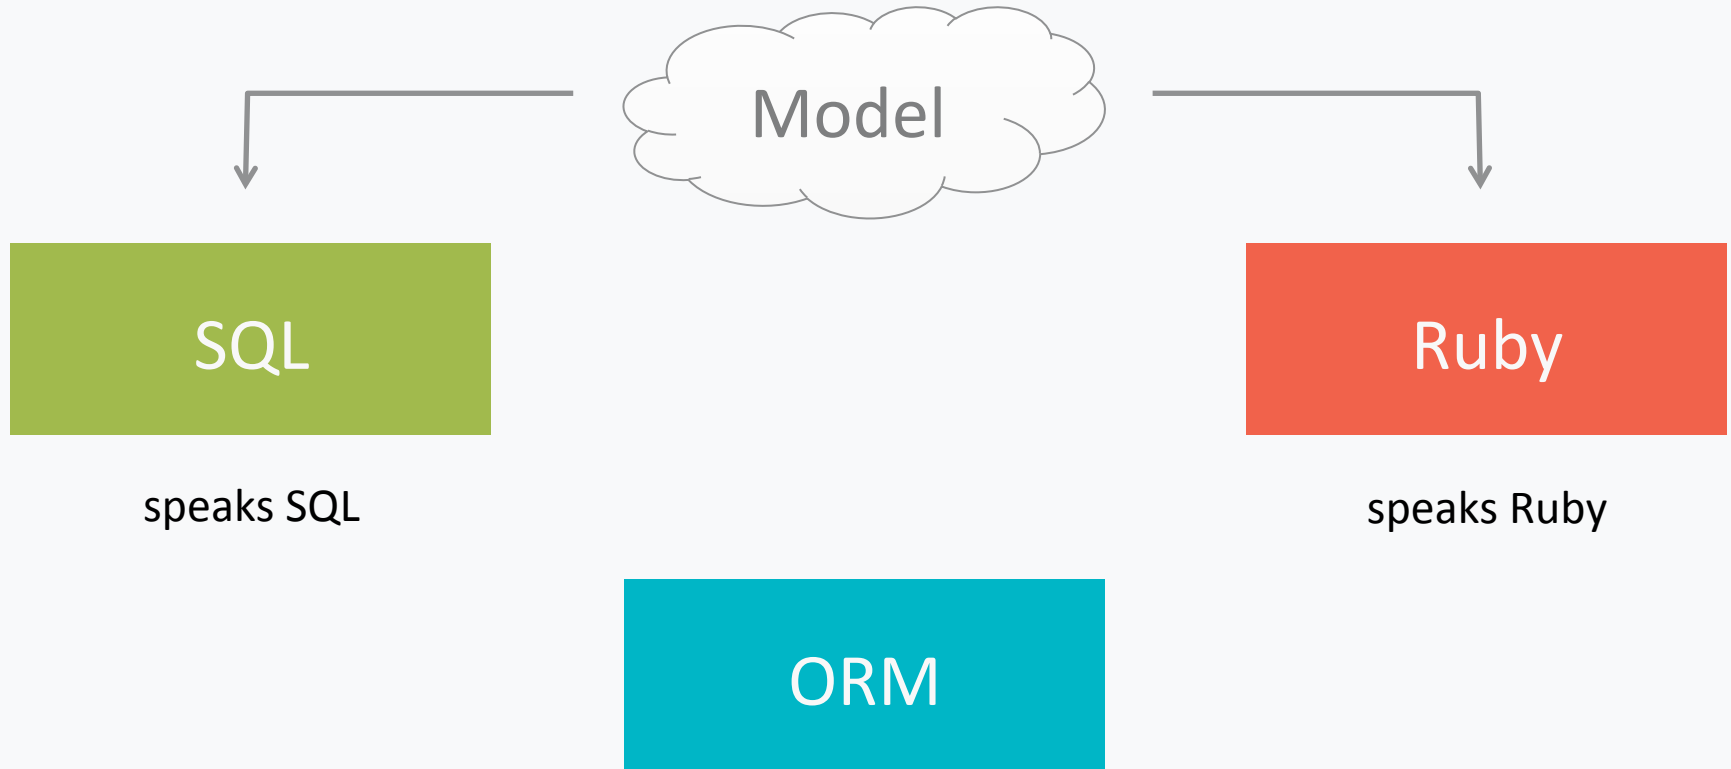 Model
SQL
Ruby
speaks SQL
speaks Ruby
ORM